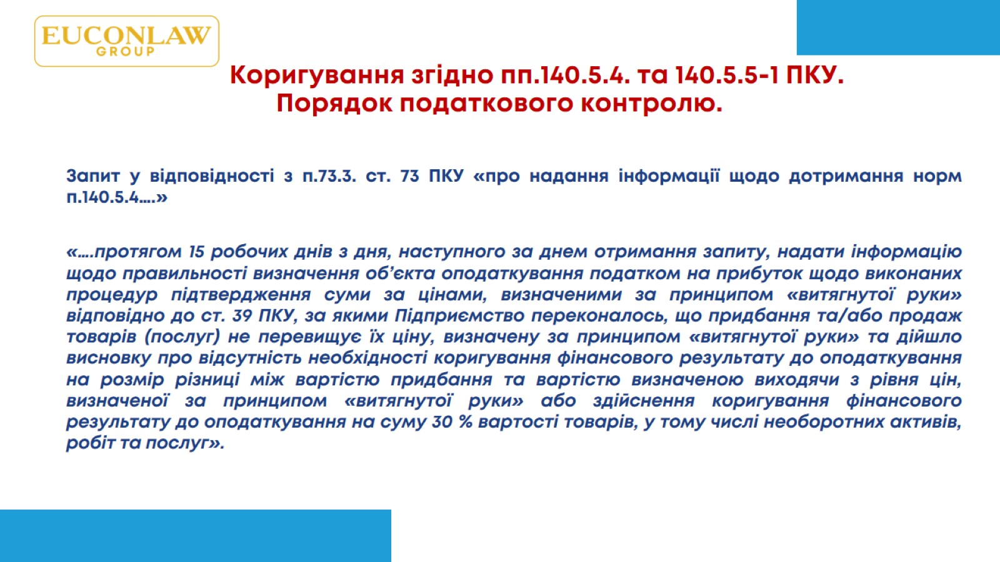 EUCONLAW
GROUP
Коригування згідно пп.140.5.4. та 140.5.5-1 ПКУ.
Порядок податкового контролю.
Запит у відповідності з п.73.3. ст. 73 ПКУ «про надання інформації щодо дотримання норм
п.140.5.4….»
«….протягом 15 робочих днів з дня, наступного за днем отримання запиту, надати інформацію
щодо правильності визначення об’єкта оподаткування податком на прибуток щодо виконаних
процедур підтвердження суми за цінами, визначеними за принципом «витягнутої руки»
відповідно до ст. 39 ПКУ, за якими Підприємство переконалось, що придбання та/або продаж
товарів (послуг) не перевищує їх ціну, визначену за принципом «витягнутої руки» та дійшло
висновку про відсутність необхідності коригування фінансового результату до оподаткування
на розмір різниці між вартістю придбання та вартістю визначеною виходячи з рівня цін,
визначеної за принципом «витягнутої руки» або здійснення коригування фінансового
результату до оподаткування на суму 30 % вартості товарів, у тому числі необоротних активів,
робіт та послуг».